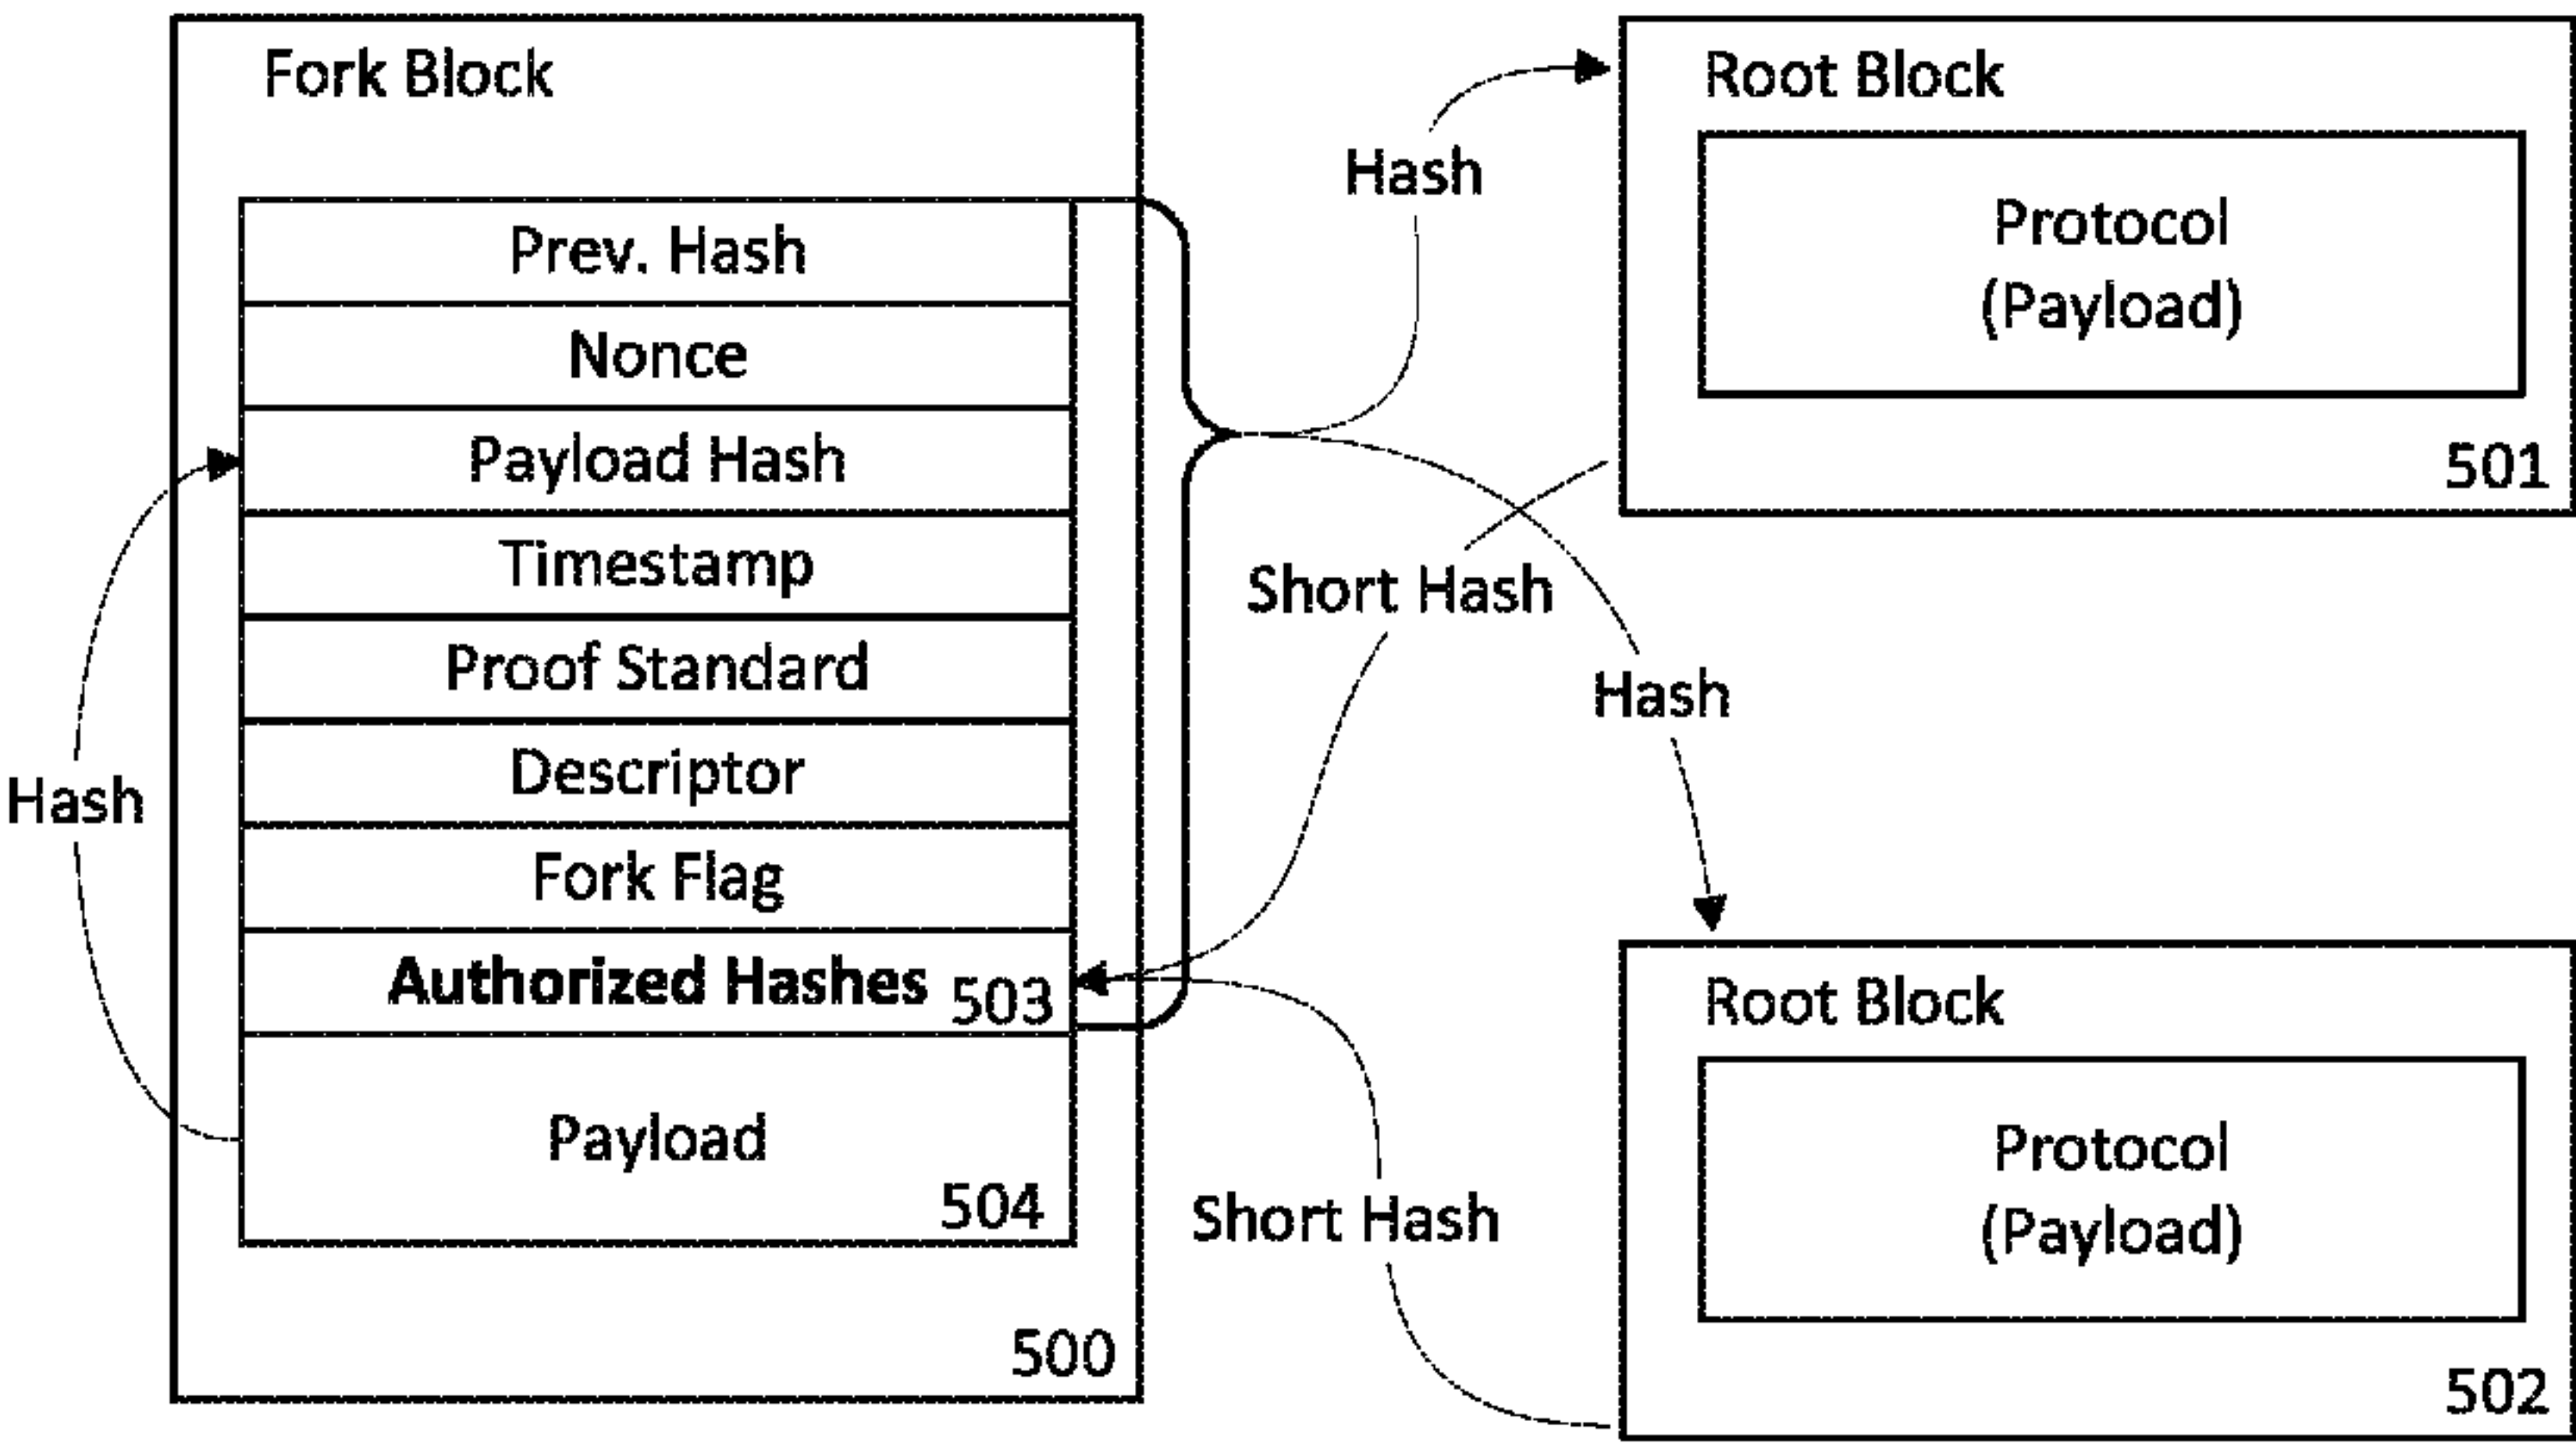 Fork Block
Prev. Hash
Nonce
Payload Hash
Timestamp
Proof Standard
Descriptor
Fork Flag
Authorized Hashes 503
Payload
504
500
Hash
Hash
Short Hash
Hash
Short Hash
Root Block
Protocol
(Payload)
501
Root Block
Protocol
(Payload)
502